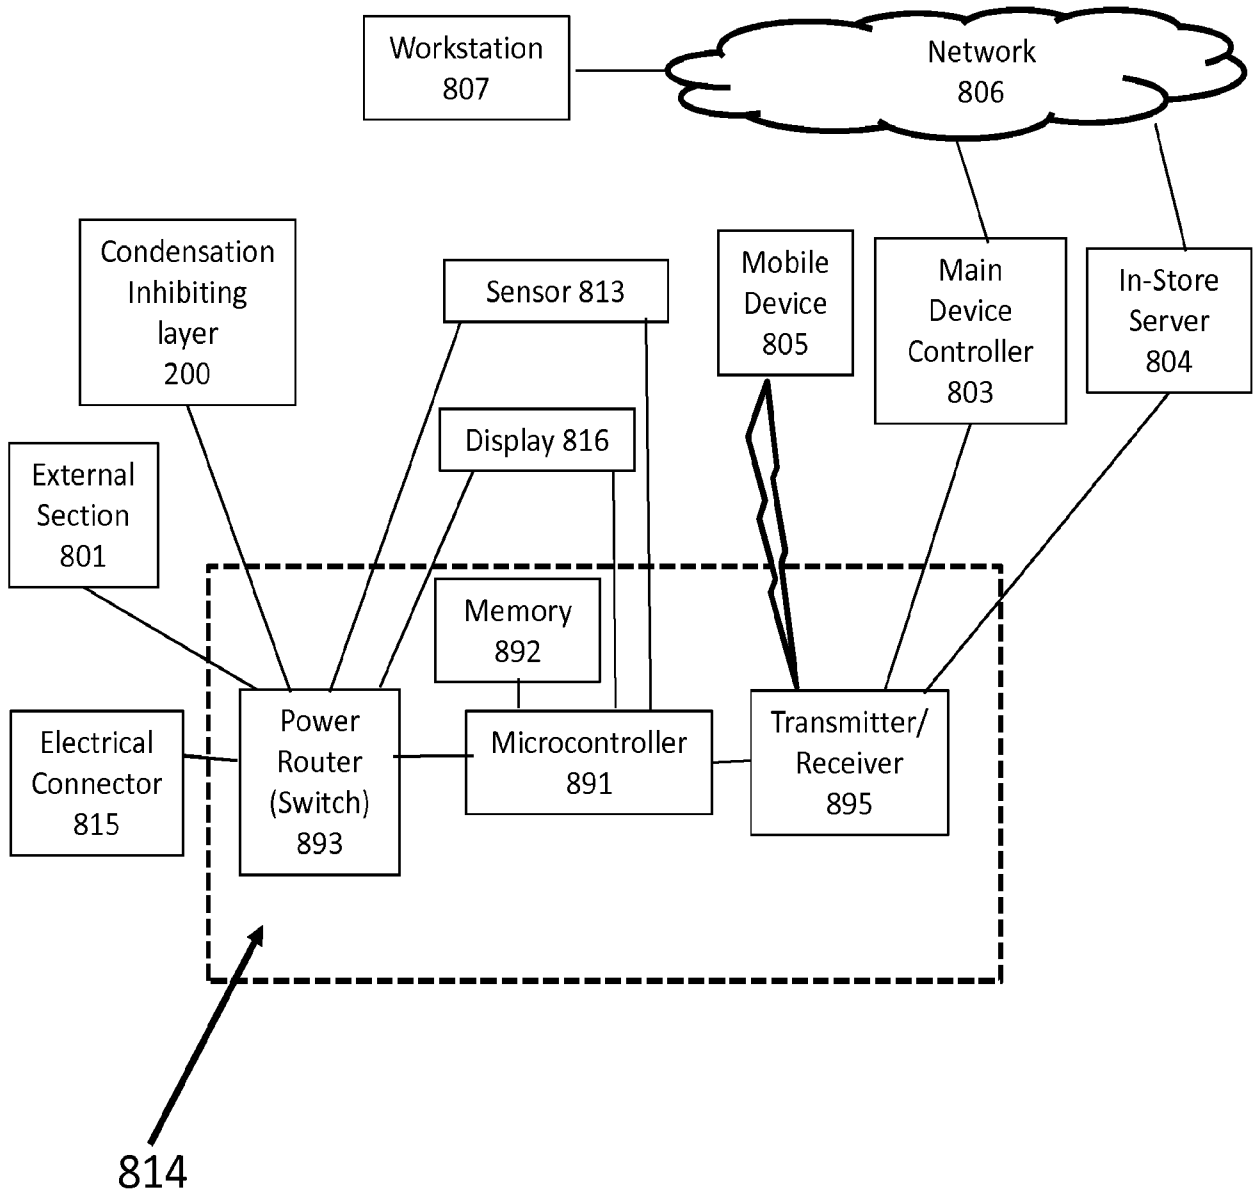 Workstation
807
Network
806
Condensation
Inhibiting
layer
200
Sensor 813
Mobile
Device
805
Main
Device
Controller
803
In-Store
Server
804
Display 816
External
Section
801
Memory
892
Electrical
Connector
815
Power
Router
(Switch)
893
Microcontroller
891
Transmitter/
Receiver
895
814